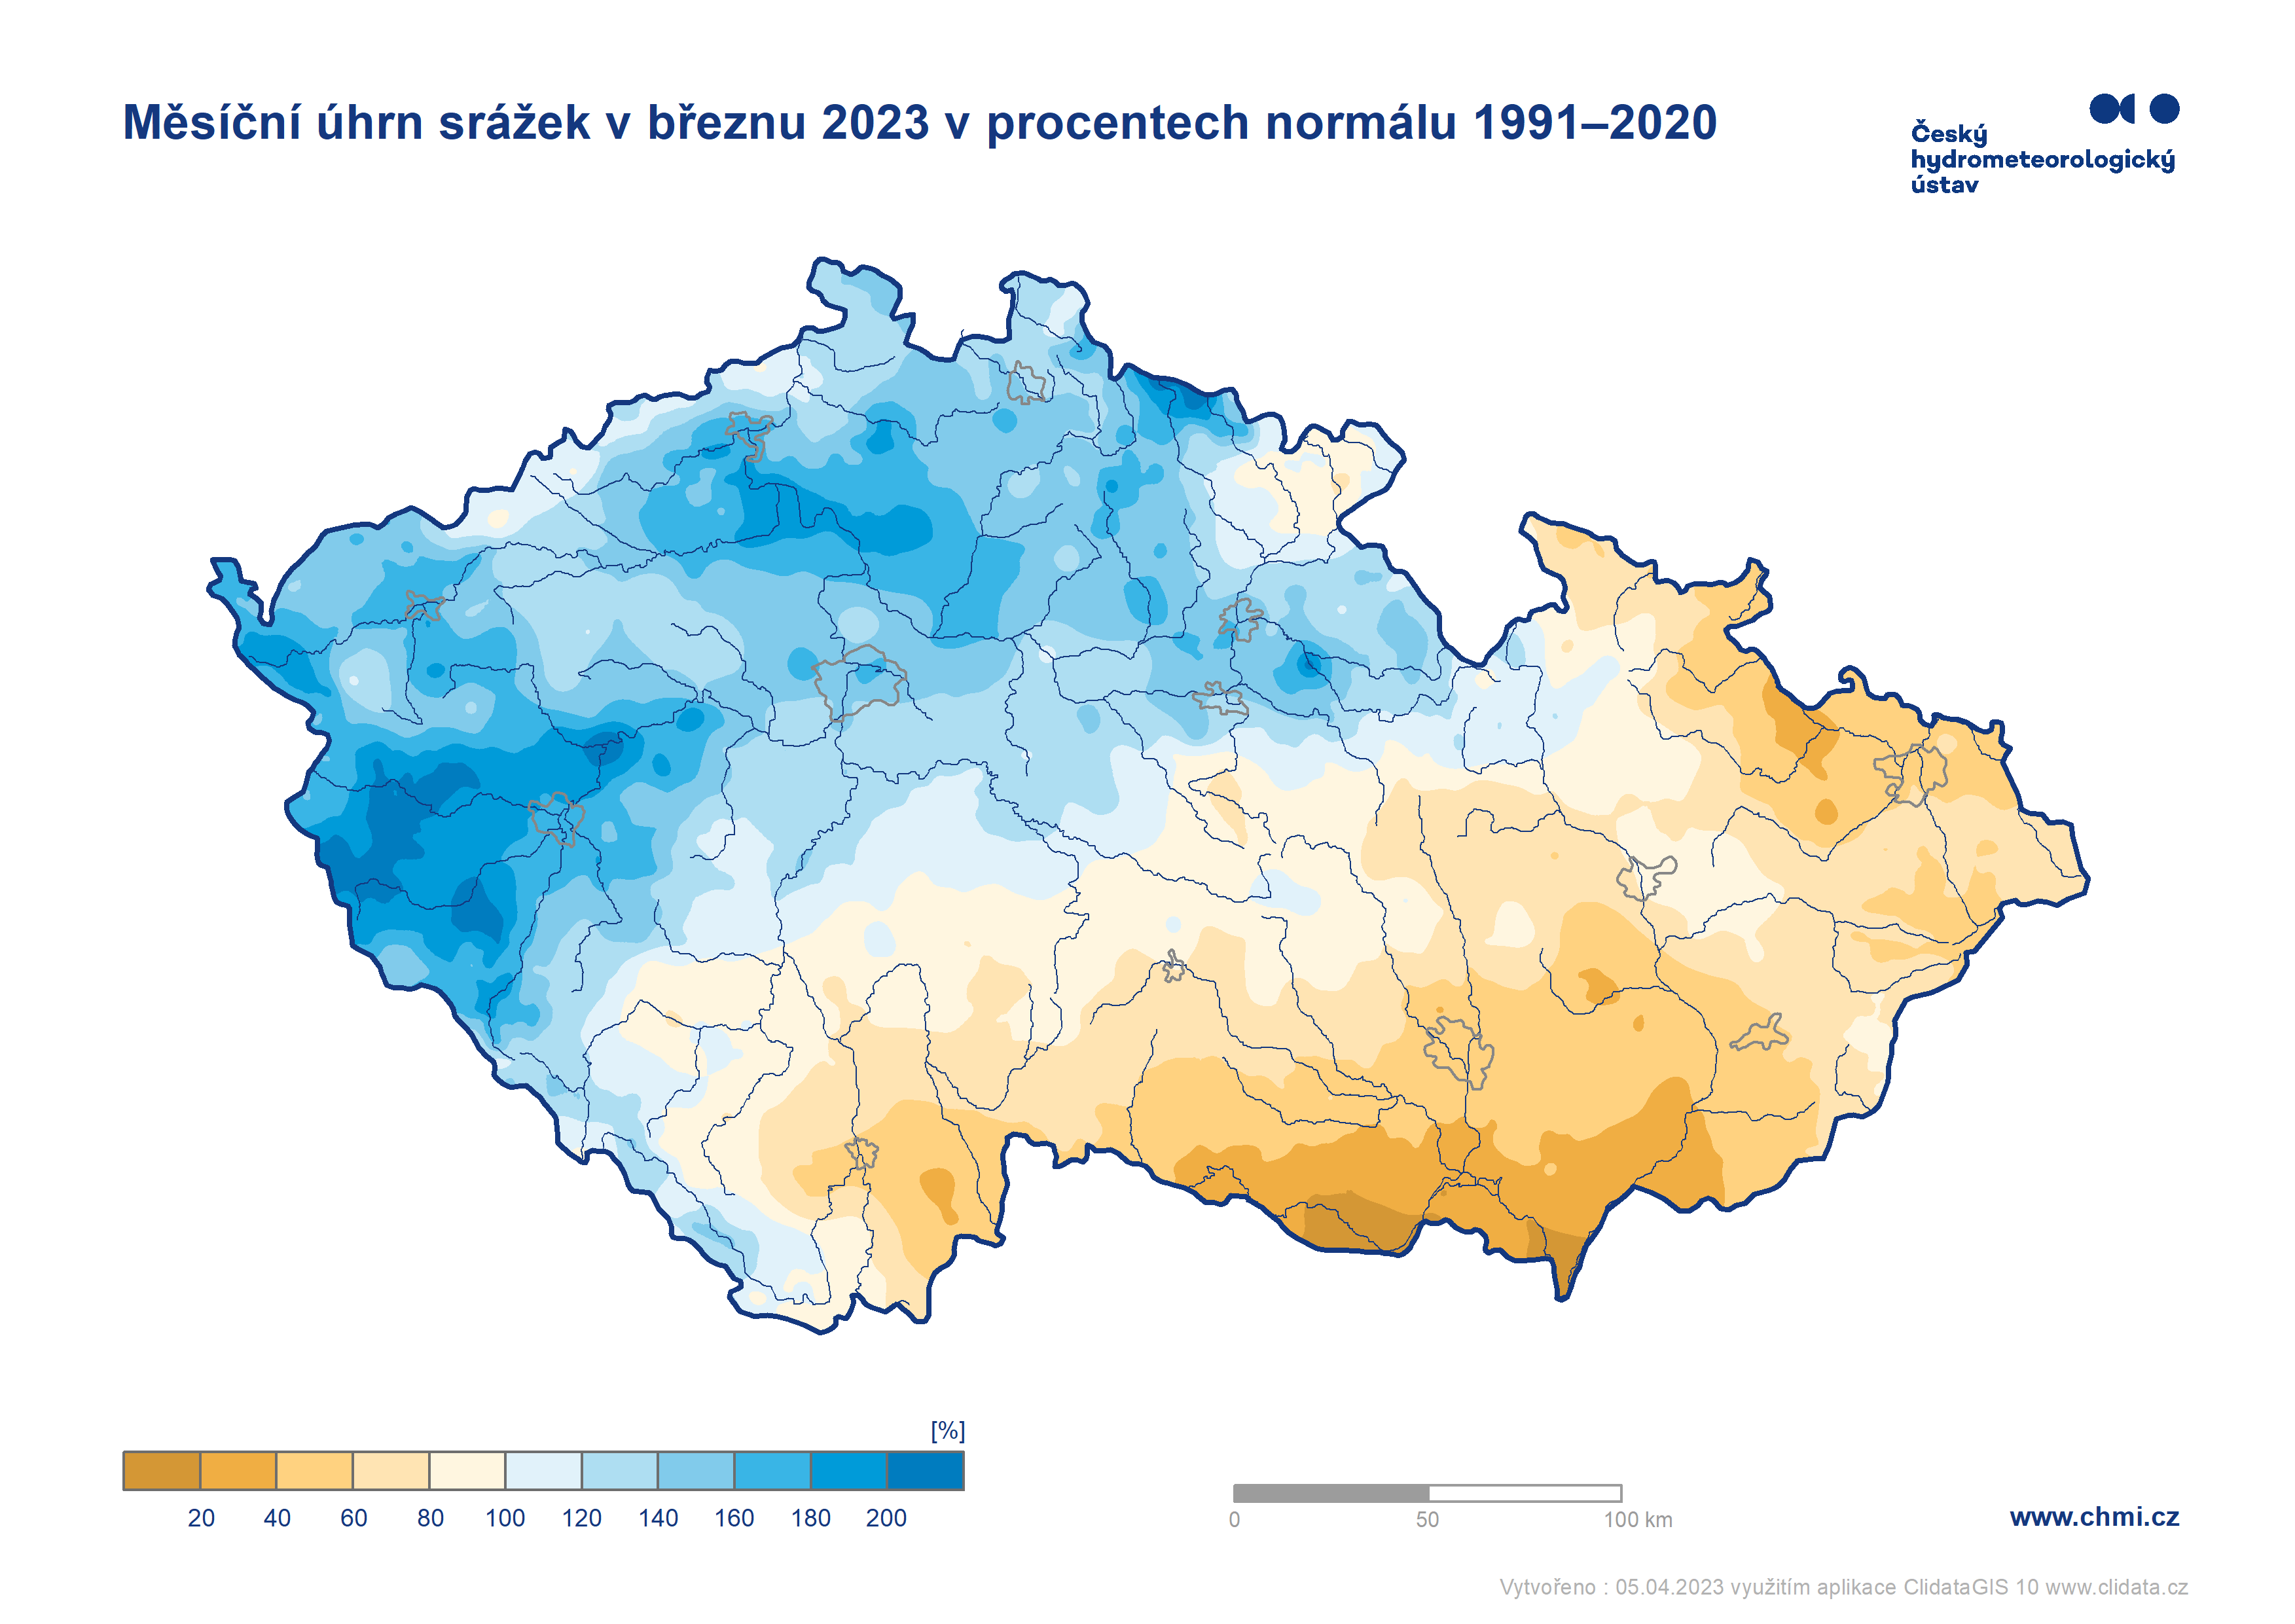 Měsíční úhrn srážek v březnu 2023 v procentech normálu 1991–2020
Český
hydrometeorologický
ústav
[%]
20 40 60 80 100 120 140 160 180 200
0 50 100 km
www.chmi.cz
Vytvořeno : 05.04.2023 využitím aplikace ClidataGIS 10 www.clidata.cz